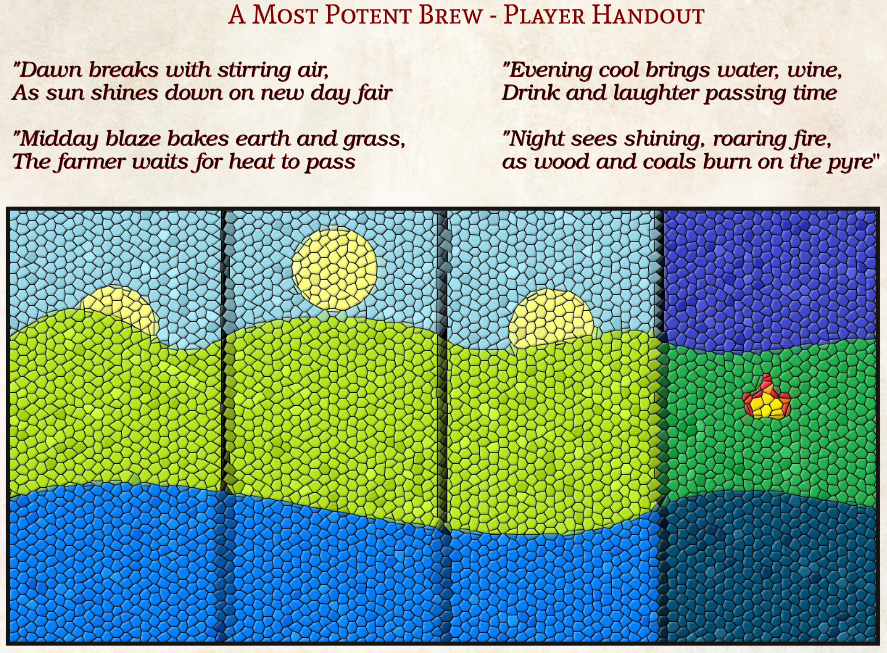 A Most Potent Brew - Player Handout
"Dawn breaks with stirring air,
As sun shines down on new day fair
"Midday blaze bakes earth and grass,
The farmer waits for heat to pass
"Evening cool brings water, wine,
Drink and laughter passing time
"Night sees shining, roaring fire,
as wood and coals burn on the pyre"